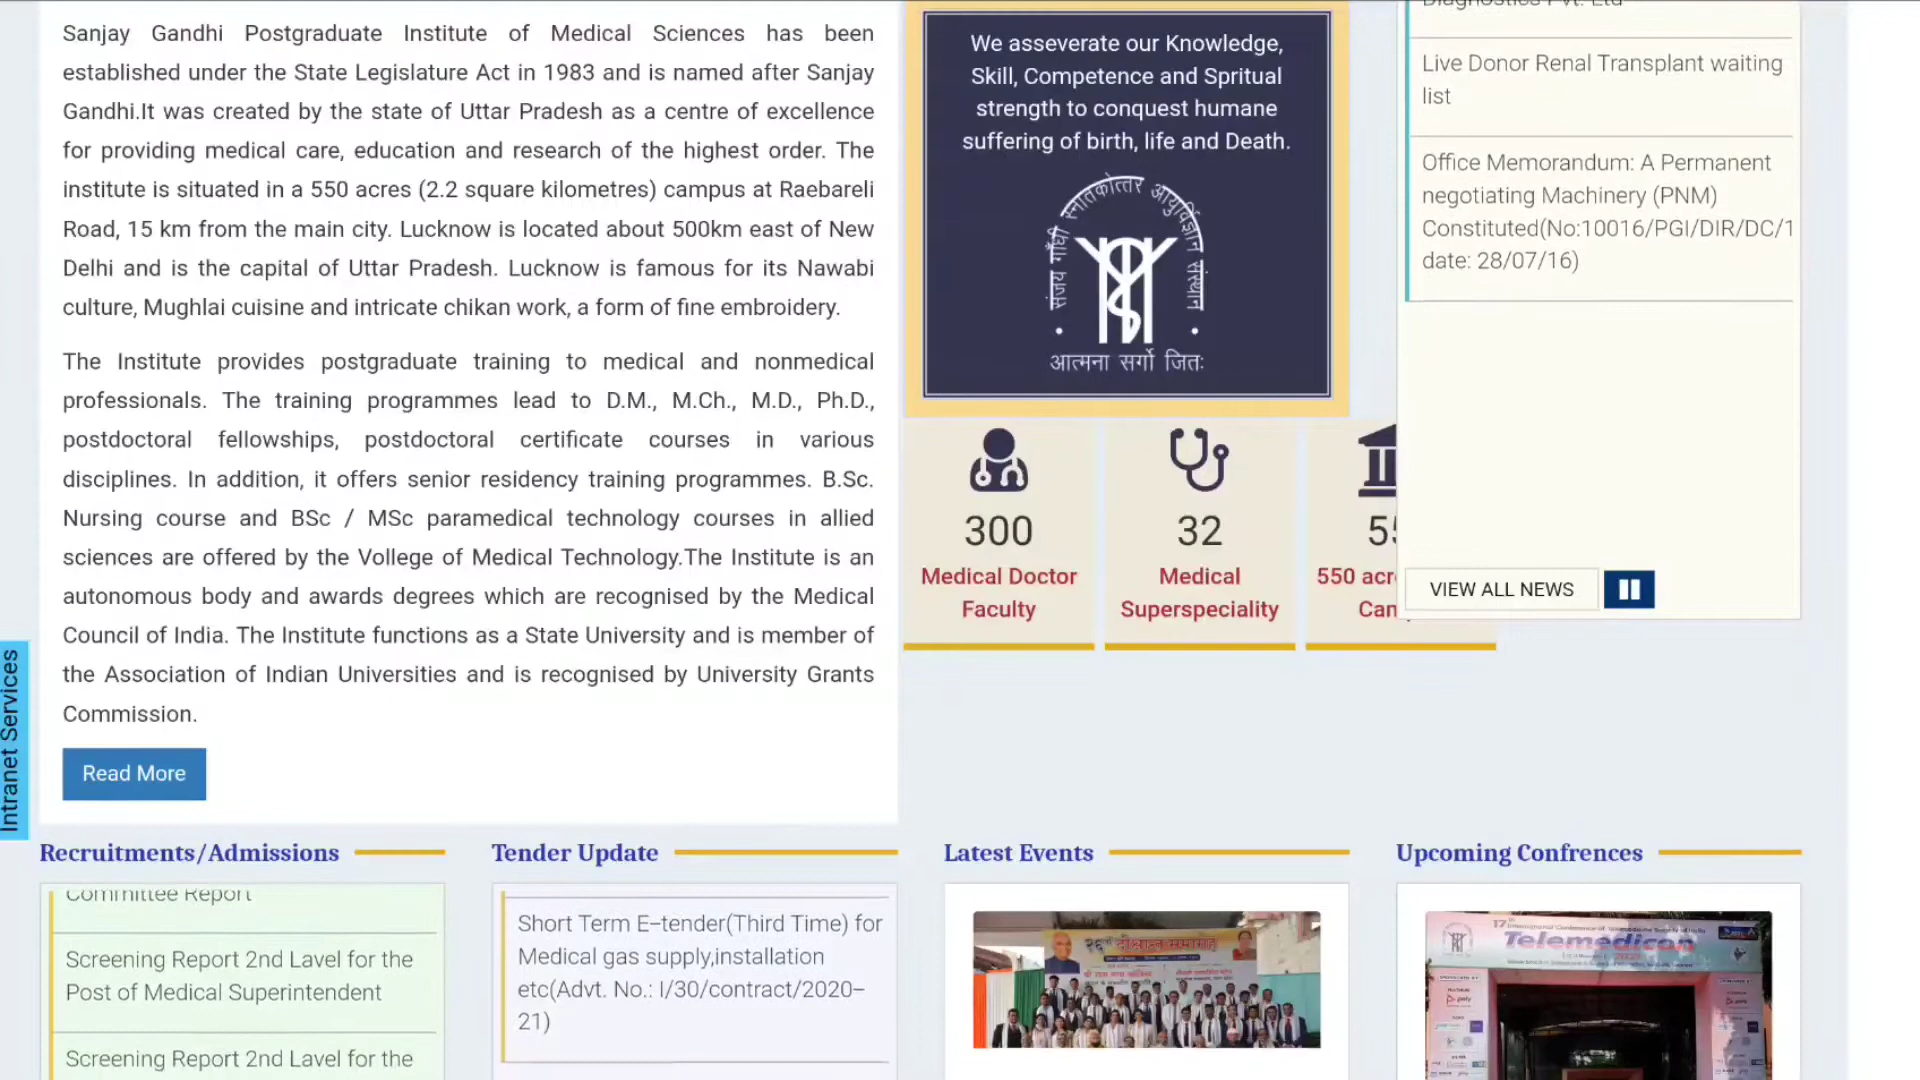 Sanjay Gandhi Postgraduate Institute of Medical Sciences has been
established under the State Legislature Act in 1983 and is named after Sanjay
Gandhi.It was created by the state of Uttar Pradesh as a centre of excellence
for providing medical care, education and research of the highest order. The
institute is situated in a 550 acres (2.2 square kilometres) campus at Raebareli
Road, 15 km from the main city. Lucknow is located about 500km east of New
Delhi and is the capital of Uttar Pradesh. Lucknow is famous for its Nawabi
culture, Mughlai cuisine and intricate chikan work, a form of fine embroidery.
The Institute provides postgraduate training to medical and nonmedical
professionals. The training programmes lead to D.M., M.Ch., M.D., Ph.D.,
postdoctoral fellowships, postdoctoral certificate courses in various
disciplines. In addition, it offers senior residency training programmes. B.Sc.
Nursing course and BSc / MSc paramedical technology courses in allied
sciences are offered by the Vollege of Medical Technology.The Institute is an
autonomous body and awards degrees which are recognised by the Medical
Council of India. The Institute functions as a State University and is member of
the Association of Indian Universities and is recognised by University Grants
Commission.
Read More
Intranet Services
We asseverate our Knowledge,
Skill, Competence and Spritual
strength to conquest humane
suffering of birth, life and Death.
संजय गाँधी स्नातकोत्तर आयुर्विज्ञान संस्थान
आत्मना सर्गो जितः
300
Medical Doctor
Faculty
32
Medical
Superspeciality
550 acr
Diagnostics Pvt. Ltd
Live Donor Renal Transplant waiting
list
Office Memorandum: A Permanent
negotiating Machinery (PNM)
Constituted(No:10016/PGI/DIR/DC/1
date: 28/07/16)
VIEW ALL NEWS
Recruitments/Admissions
Committee Report
Screening Report 2nd Lavel for the
Post of Medical Superintendent
Screening Report 2nd Lavel for the
Tender Update
Short Term E-tender(Third Time) for
Medical gas supply,installation
etc(Advt. No.: I/30/contract/2020-
21)
Latest Events
Upcoming Confrences
Telemedicon
poly